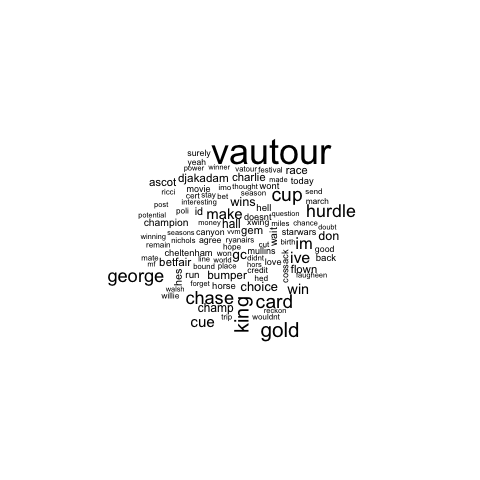 surely vautour
yeah
power winner vatour festival race
ascot djakadam charlie made today
ricci movie imo thought wont
cert stay bet season cup send
post interesting wins hell march
potential poli id make doesnt question hurdle
champion money hall xwing miles chance
seasons canyon vvm gem wait starwars doubt
winning nichols agree ryanairs birth im don
remain cut good
cheltenham won gc didnt mullins ive back
mate line world hors love cossack
mf betfair bound place credit flown
george hes run bumper hed laugheen
walsh forget horse choice win
willie chase king card
champ reckon
cue trip wouldnt
gold
hope